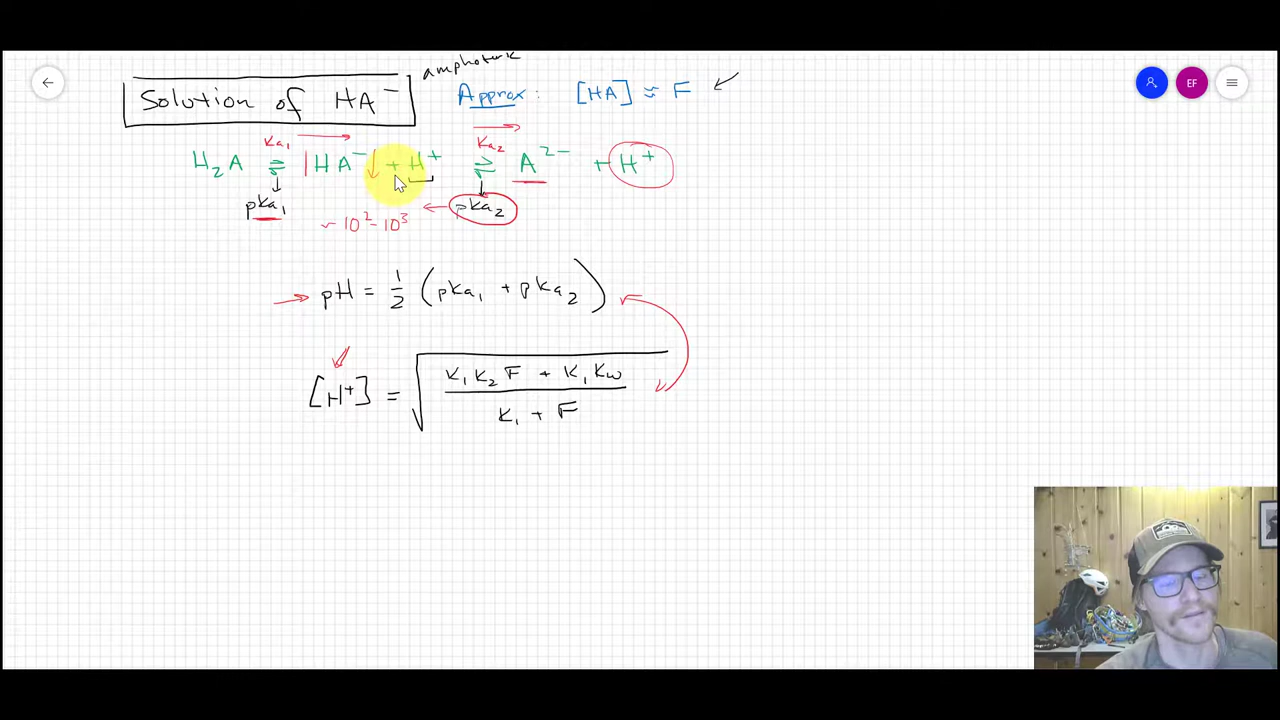 amphoteric
Solution of HA⁻
Approx: [HA] ≈ F
EF
Ka₁ Ka₂
H₂A ⇌ HA⁻ + H⁺ ⇌ A²⁻ + H⁺
pKa₁ ~10²-10³ pKa₂
pH = 1/2 (pKa₁ + pKa₂)
[H⁺] = √((K₁K₂F + K₁Kw)/(K₁ + F))